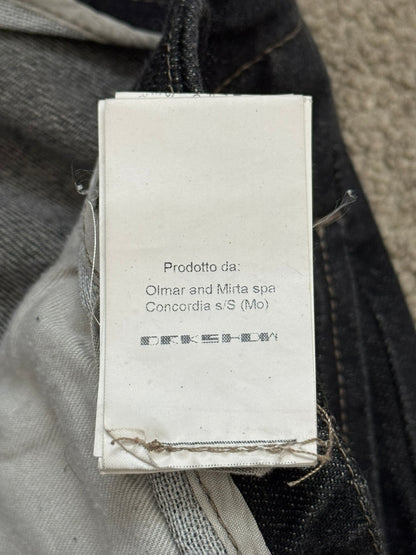 Prodotto da:
Olmar and Mirta spa
Concordia s/S (Mo)
DRKSHDW